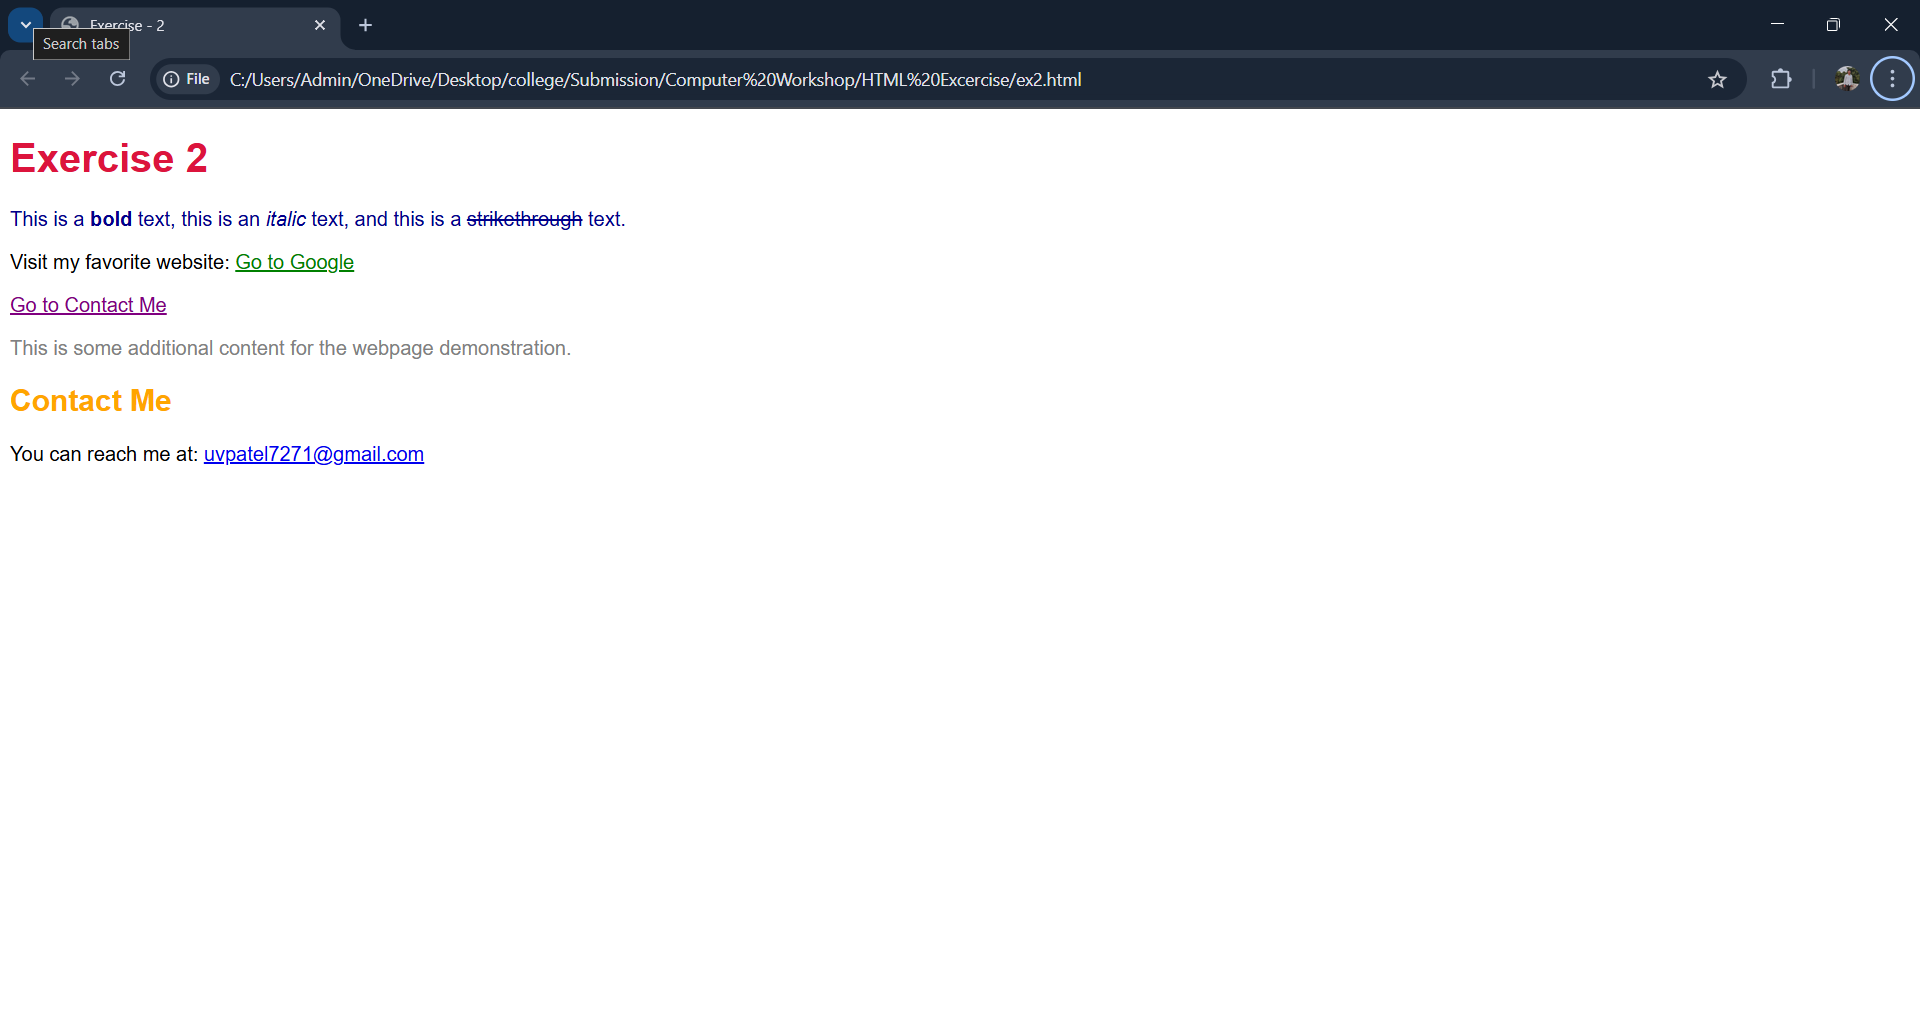 Exercise - 2
Search tabs
File
C:/Users/Admin/OneDrive/Desktop/college/Submission/Computer%20Workshop/HTML%20Excercise/ex2.html
Exercise 2
This is a bold text, this is an italic text, and this is a strikethrough text.
Visit my favorite website: Go to Google
Go to Contact Me
This is some additional content for the webpage demonstration.
Contact Me
You can reach me at: uvpatel7271@gmail.com